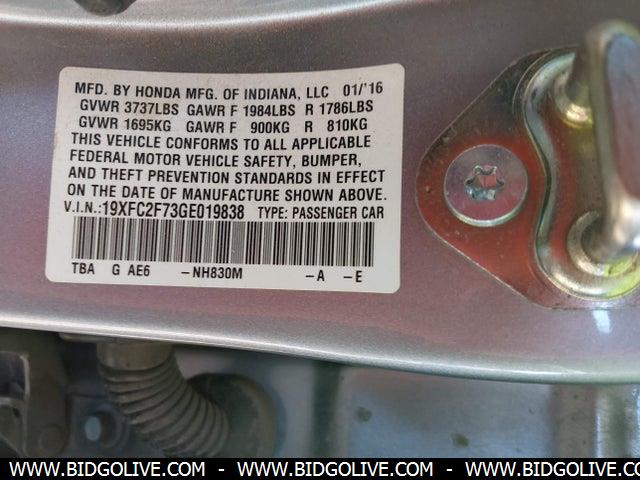 MFD. BY HONDA MFG. OF INDIANA, LLC 01/'16
GVWR 3737LBS GAWR F 1984LBS R 1786LBS
GVWR 1695KG GAWR F 900KG R 810KG
THIS VEHICLE CONFORMS TO ALL APPLICABLE
FEDERAL MOTOR VEHICLE SAFETY, BUMPER,
AND THEFT PREVENTION STANDARDS IN EFFECT
ON THE DATE OF MANUFACTURE SHOWN ABOVE.
V.I.N.:19XFC2F73GE019838 TYPE: PASSENGER CAR
TBA G AE6 –NH830M –A –E
WWW.BIDGOLIVE.COM - WWW.BIDGOLIVE.COM - WWW.BIDGOLIVE.COM